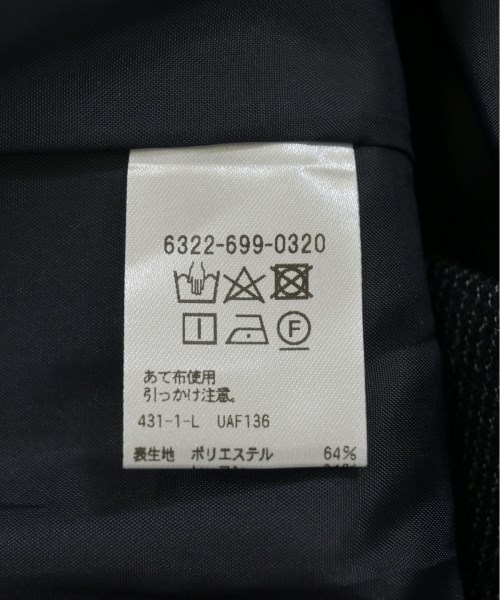 6322-699-0320
F
あて布使用
引っかけ注意。
431-1-L UAF136
表生地 ポリエステル 64%